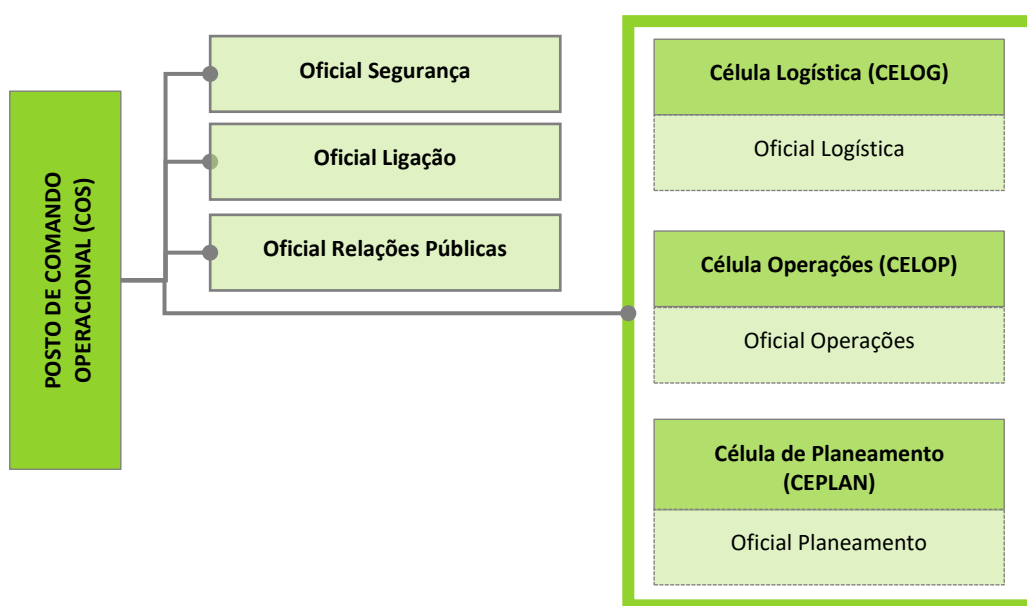 POSTO DE COMANDO
OPERACIONAL (COS)
Oficial Segurança
Oficial Ligação
Oficial Relações Públicas
Célula Logística (CELOG)
Oficial Logística
Célula Operações (CELOP)
Oficial Operações
Célula de Planeamento
(CEPLAN)
Oficial Planeamento